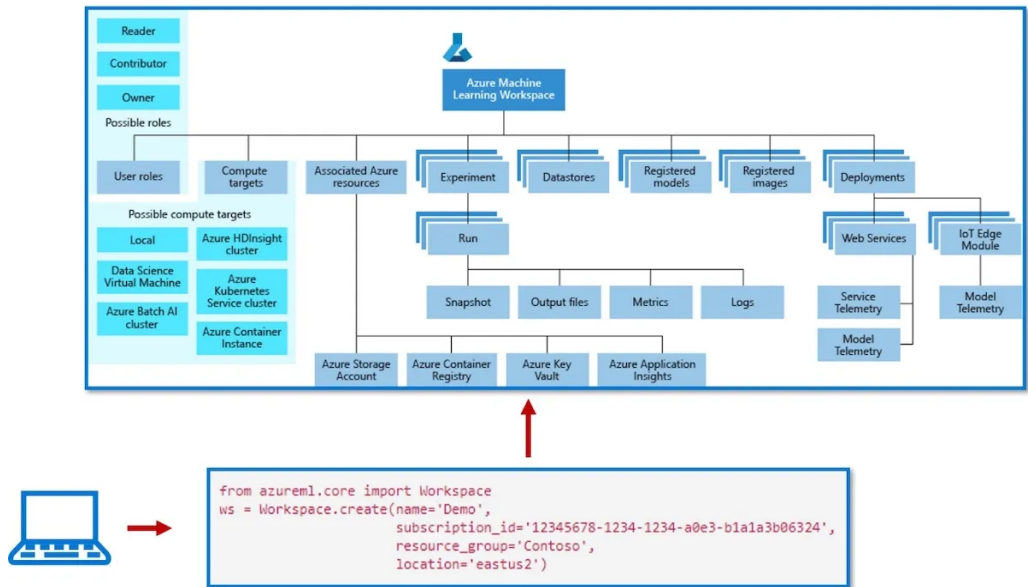 Reader
Contributor
Owner
Possible roles
Azure Machine
Learning Workspace
User roles
Compute
targets
Associated Azure
resources
Experiment
Datastores
Registered
models
Registered
images
Deployments
Possible compute targets
Local
Azure HDInsight
cluster
Data Science
Virtual Machine
Azure
Kubernetes
Service cluster
Azure Batch AI
cluster
Azure Container
Instance
Run
Web Services
IoT Edge
Module
Snapshot
Output files
Metrics
Logs
Service
Telemetry
Model
Telemetry
Model
Telemetry
Azure Storage
Account
Azure Container
Registry
Azure Key
Vault
Azure Application
Insights
from azureml.core import Workspace
ws = Workspace.create(name='Demo',
subscription_id='12345678-1234-1234-a0e3-b1a1a3b06324',
resource_group='Contoso',
location='eastus2')